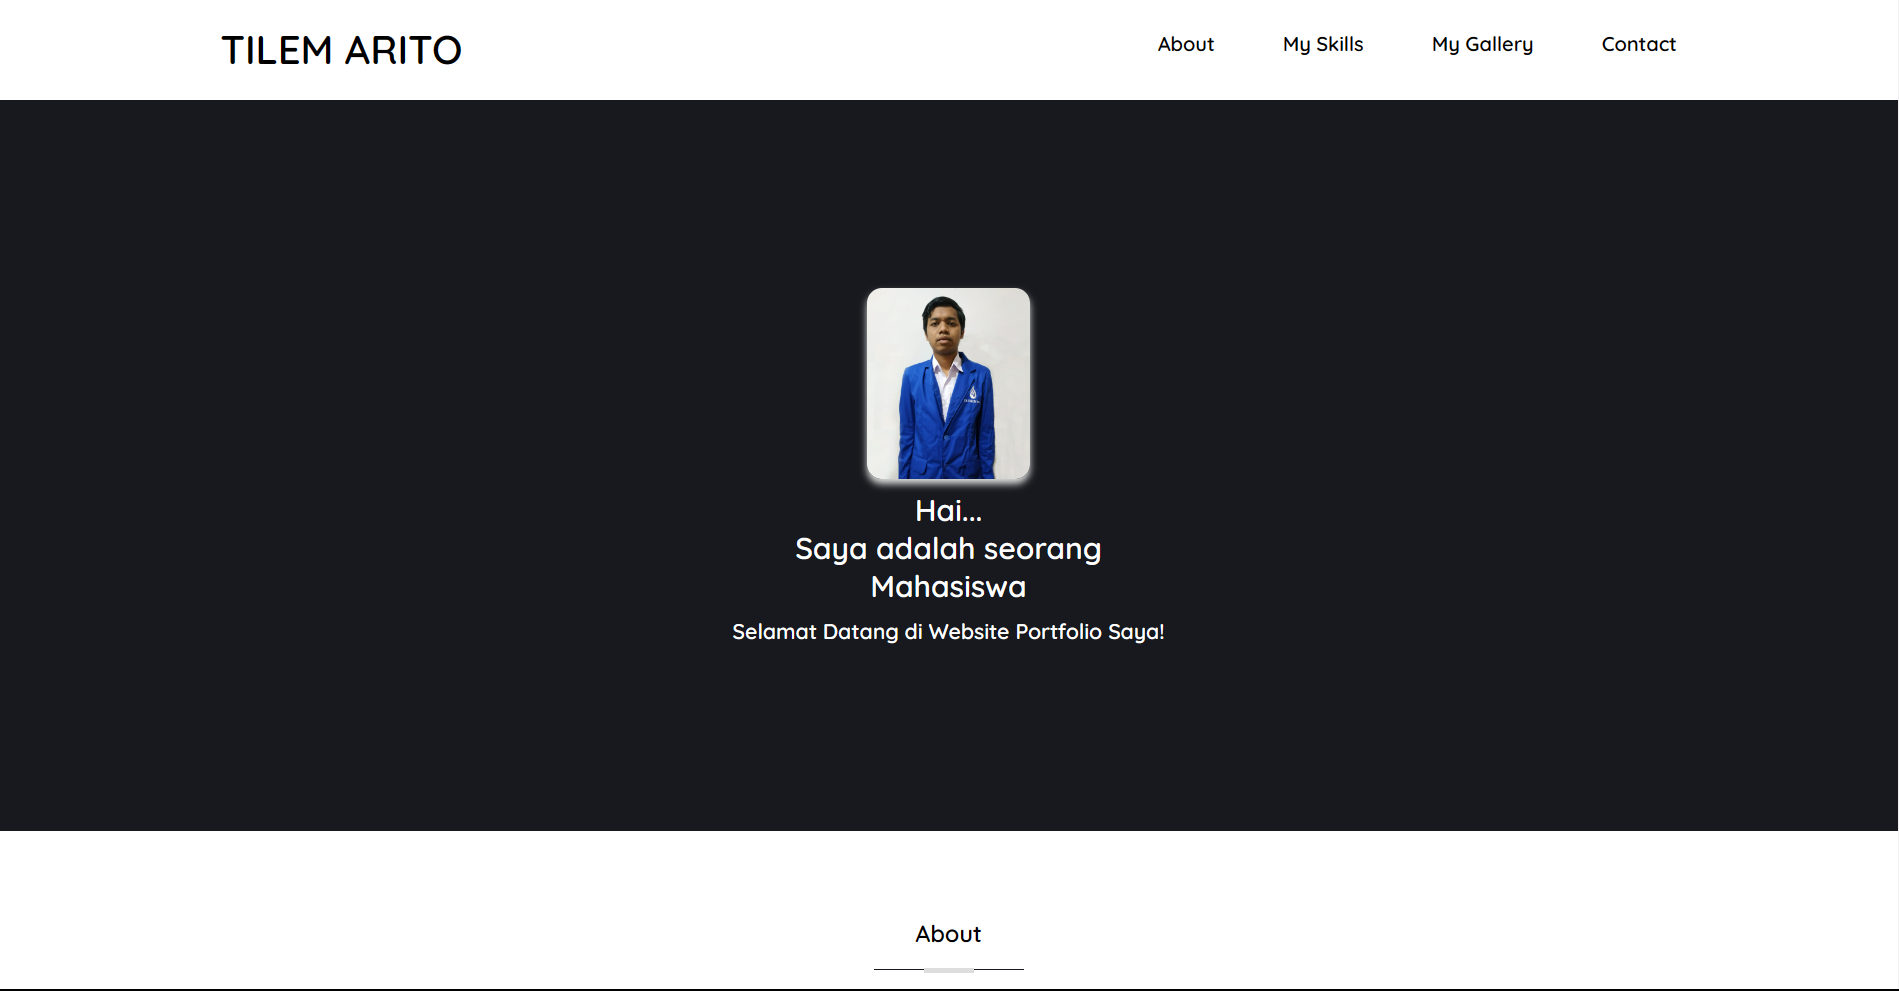 TILEM ARITO
About
My Skills
My Gallery
Contact
Hai...
Saya adalah seorang
Mahasiswa
Selamat Datang di Website Portfolio Saya!
About